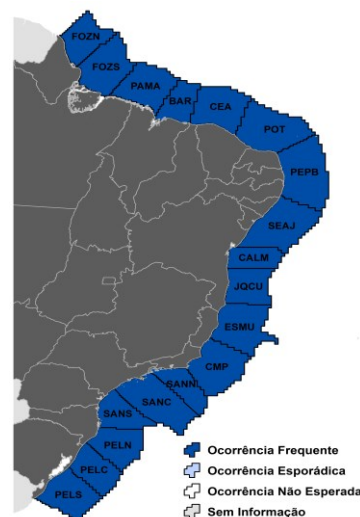 FOZN
FOZS
PAMA
BAR
CEA
POT
PEPB
SEAJ
CALM
JQCU
ESMU
CMP
SANN
SANC
SANS
PELN
PELC
PELS
Ocorrência Frequente
Ocorrência Esporádica
Ocorrência Não Esperada
Sem Informação